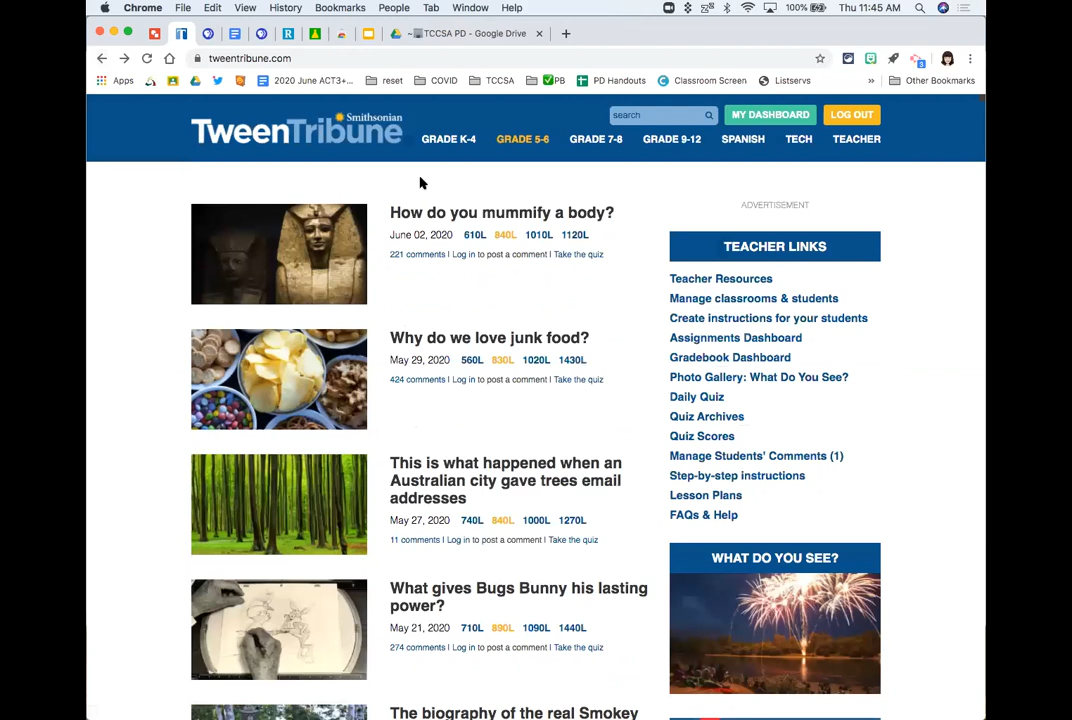 Chrome File Edit View History Bookmarks People Tab Window Help 100% Thu 11:45 AM
TCCSA PD - Google Drive
tweentribune.com
Apps 2020 June ACT3+... reset COVID TCCSA PB PD Handouts Classroom Screen Listservs » Other Bookmarks
Smithsonian
TweenTribune
search MY DASHBOARD LOG OUT
GRADE K-4 GRADE 5-6 GRADE 7-8 GRADE 9-12 SPANISH TECH TEACHER
How do you mummify a body?
June 02, 2020 610L 840L 1010L 1120L
221 comments | Log in to post a comment | Take the quiz
Why do we love junk food?
May 29, 2020 560L 830L 1020L 1430L
424 comments | Log in to post a comment | Take the quiz
This is what happened when an
Australian city gave trees email
addresses
May 27, 2020 740L 840L 1000L 1270L
11 comments | Log in to post a comment | Take the quiz
What gives Bugs Bunny his lasting
power?
May 21, 2020 710L 890L 1090L 1440L
274 comments | Log in to post a comment | Take the quiz
The biography of the real Smokey
ADVERTISEMENT
TEACHER LINKS
Teacher Resources
Manage classrooms & students
Create instructions for your students
Assignments Dashboard
Gradebook Dashboard
Photo Gallery: What Do You See?
Daily Quiz
Quiz Archives
Quiz Scores
Manage Students' Comments (1)
Step-by-step instructions
Lesson Plans
FAQs & Help
WHAT DO YOU SEE?